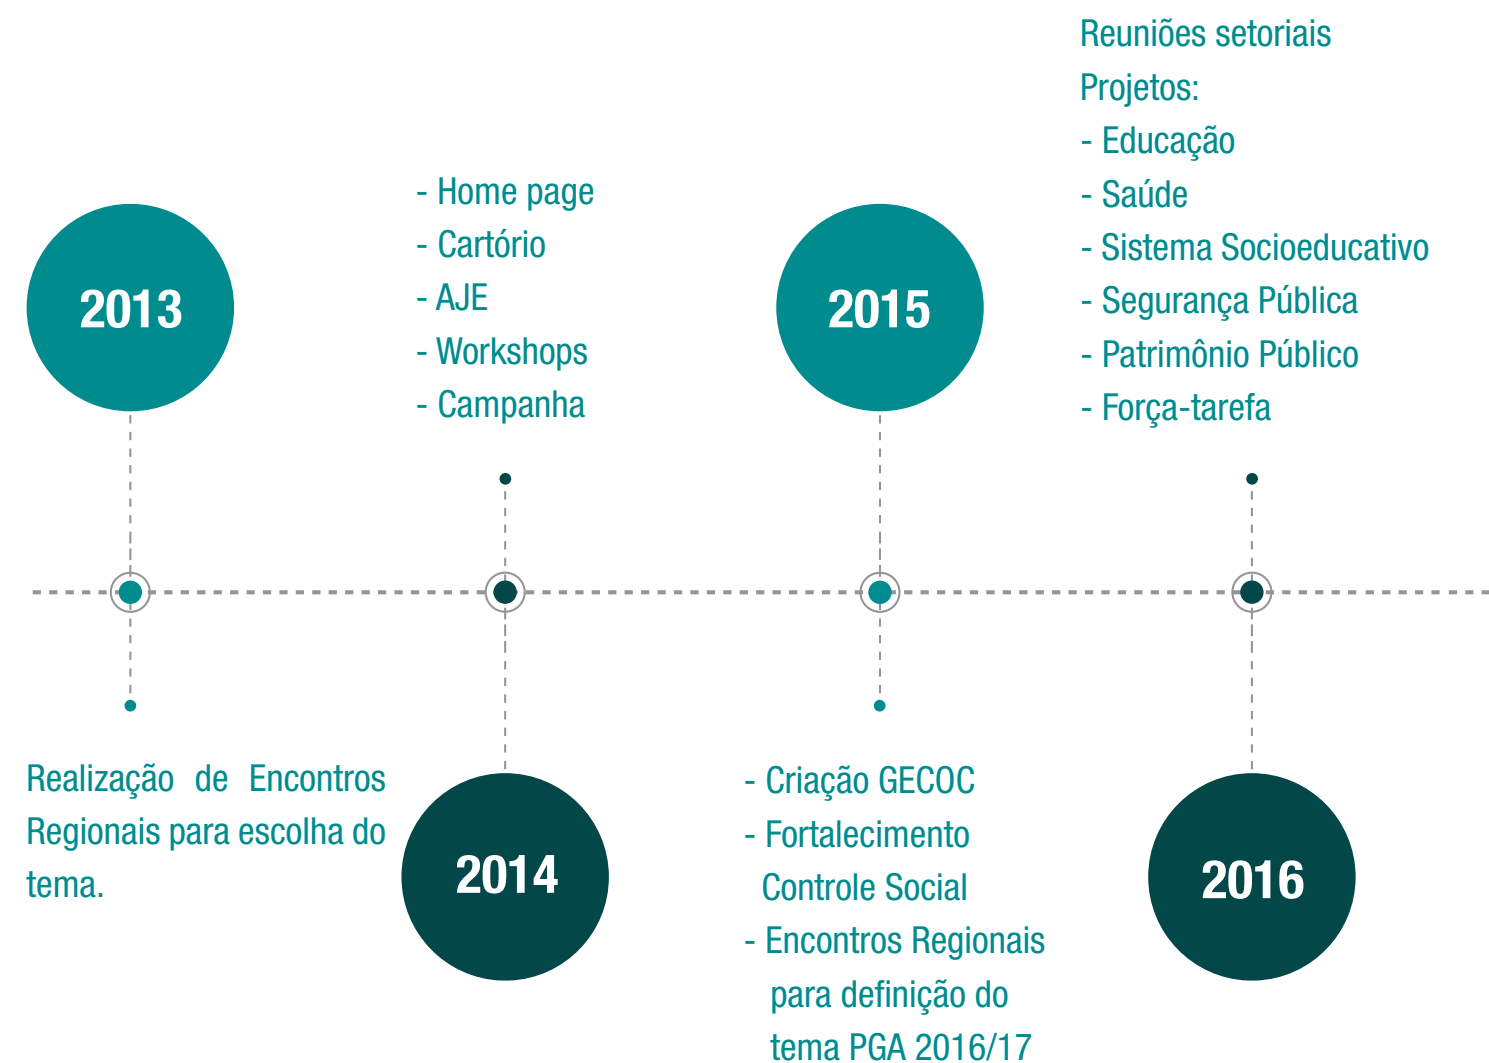 2013
Realização de Encontros
Regionais para escolha do
tema.
- Home page
- Cartório
- AJE
- Workshops
- Campanha
2014
2015
- Criação GECOC
- Fortalecimento
Controle Social
- Encontros Regionais
para definição do
tema PGA 2016/17
Reuniões setoriais
Projetos:
- Educação
- Saúde
- Sistema Socioeducativo
- Segurança Pública
- Patrimônio Público
- Força-tarefa
2016